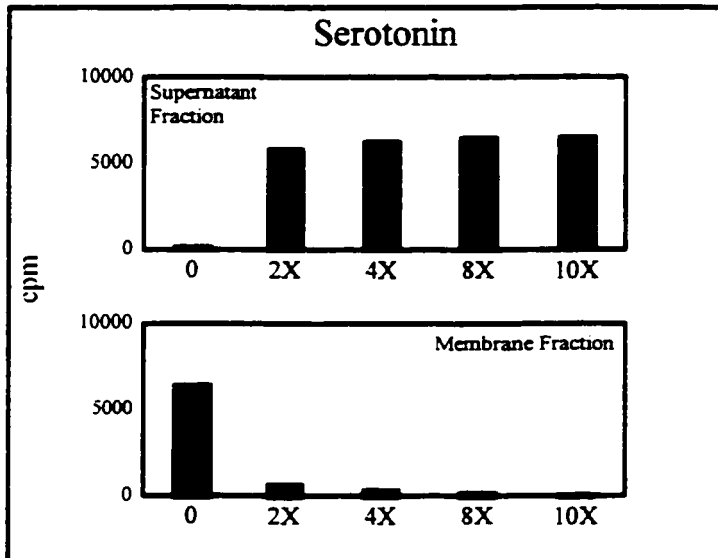 Serotonin
10000
Supernatant
Fraction
5000
0
0 2X 4X 8X 10X
cpm
10000
Membrane Fraction
5000
0
0 2X 4X 8X 10X